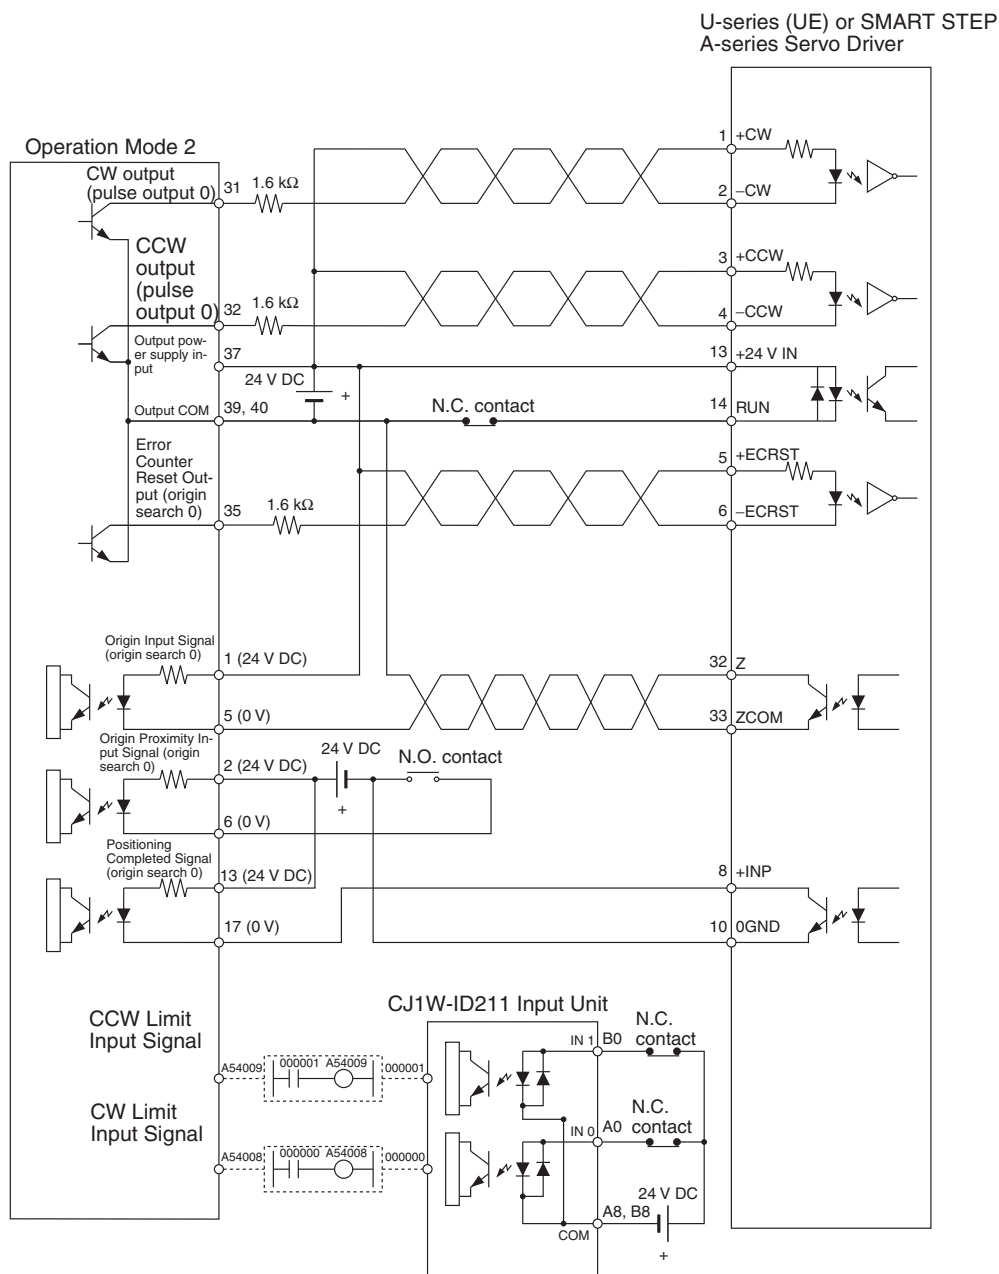 U-series (UE) or SMART STEP
A-series Servo Driver
Operation Mode 2
CW output
(pulse output 0)
31
1.6 kΩ
1
+CW
2
–CW
CCW
output
(pulse
output 0)
32
1.6 kΩ
3
+CCW
4
–CCW
Output pow-
er supply in-
put
37
24 V DC
+
13
+24 V IN
Output COM
39, 40
N.C. contact
14
RUN
Error
Counter
Reset Out-
put (origin
search 0)
35
1.6 kΩ
5
+ECRST
6
–ECRST
Origin Input Signal
(origin search 0)
1 (24 V DC)
5 (0 V)
32
Z
33
ZCOM
Origin Proximity In-
put Signal (origin
search 0)
2 (24 V DC)
6 (0 V)
24 V DC
+
N.O. contact
Positioning
Completed Signal
(origin search 0)
13 (24 V DC)
17 (0 V)
8
+INP
10
0GND
CJ1W-ID211 Input Unit
CCW Limit
Input Signal
A54009
000001
A54009
000001
IN 1
B0
N.C.
contact
CW Limit
Input Signal
A54008
000000
A54008
000000
IN 0
A0
N.C.
contact
24 V DC
A8, B8
COM
+